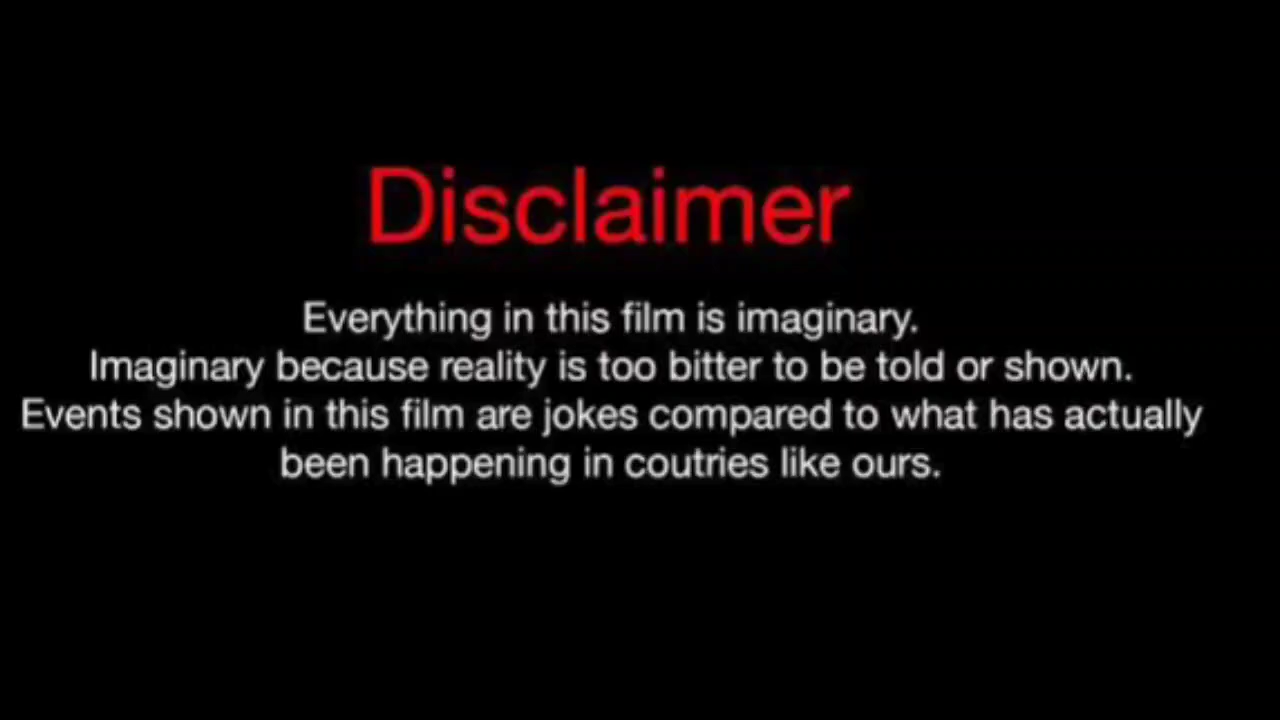 Disclaimer
Everything in this film is imaginary.
Imaginary because reality is too bitter to be told or shown.
Events shown in this film are jokes compared to what has actually
been happening in coutries like ours.